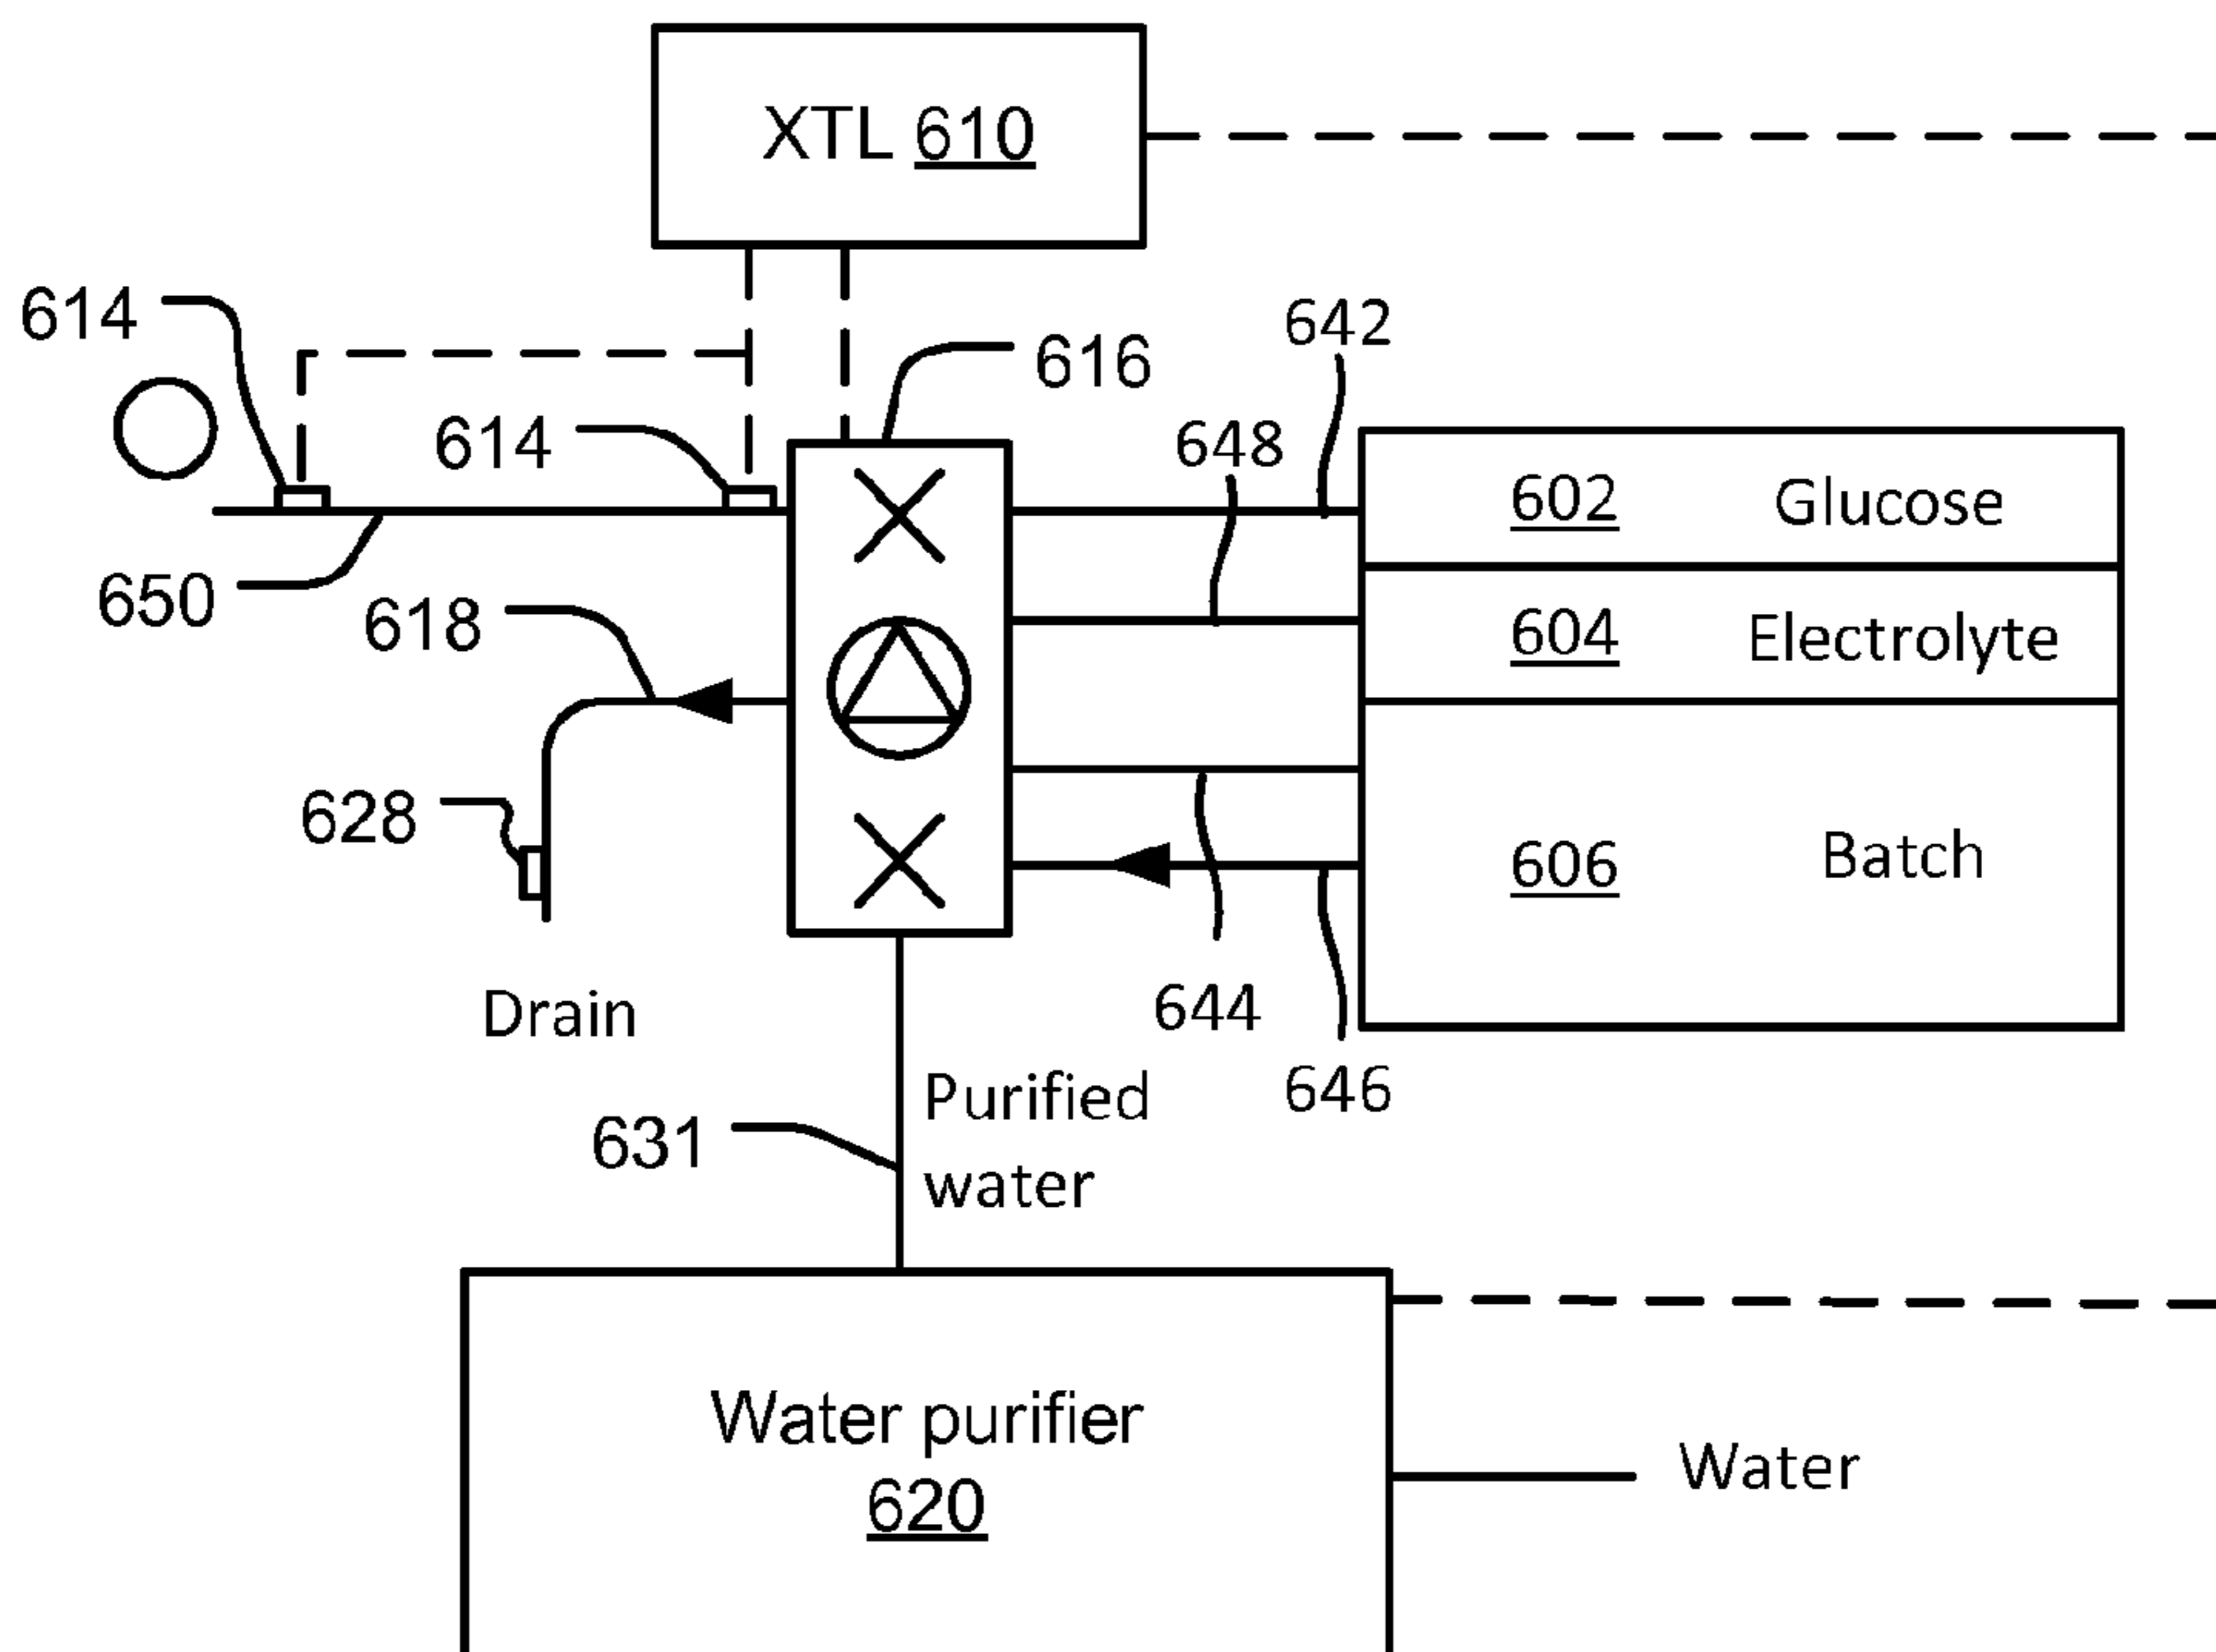 XTL 610
614
616
642
614
648
602 Glucose
650
618
604 Electrolyte
628
606 Batch
Drain
644
646
631
Purified
water
Water purifier
620
Water